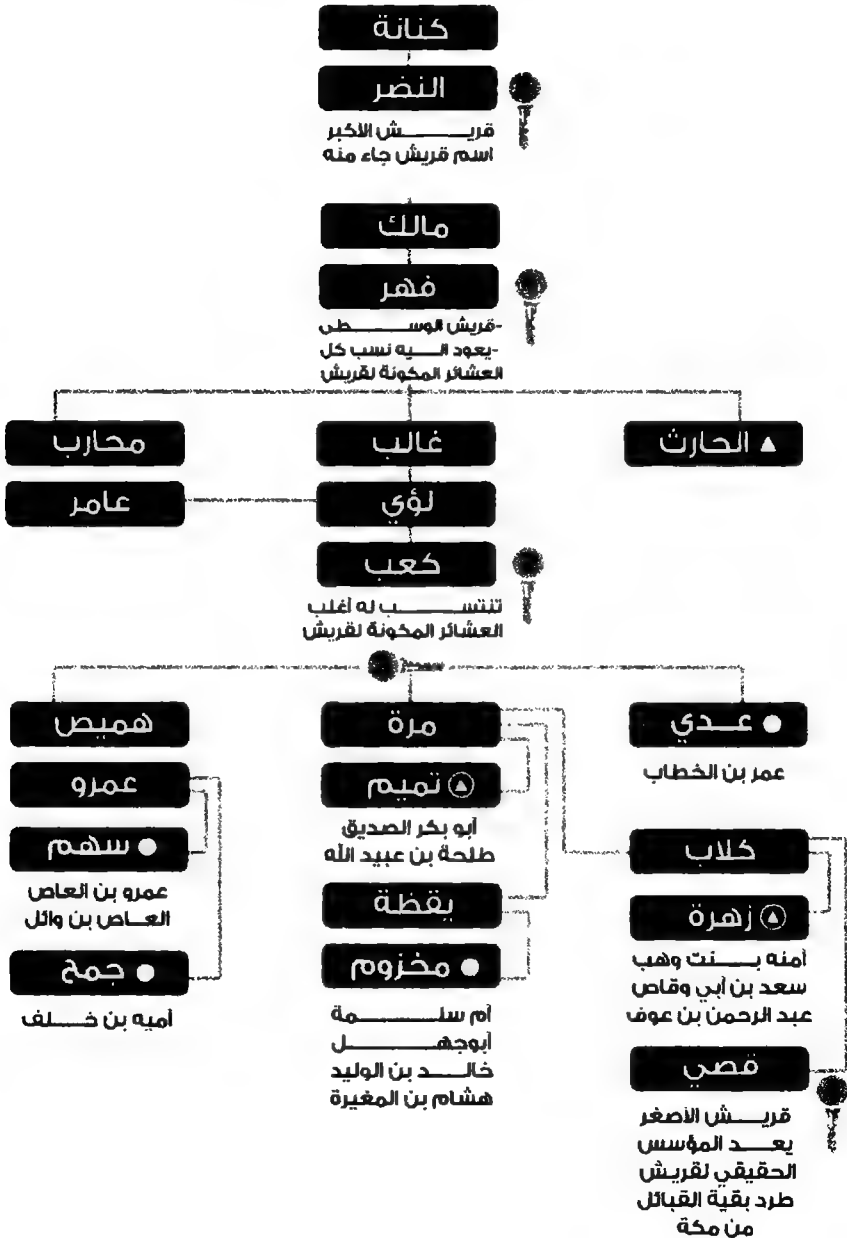 كنانة
النضر
قريش الأكبر
اسم قريش جاء منه
مالك
فهر
-قريش الوسطى
-يعود اليه نسب كل
العشائر المكونة لقريش
الحارث
غالب
محارب
لؤي
عامر
كعب
تنتسب له أغلب
العشائر المكونة لقريش
عدي
عمر بن الخطاب
مرة
تميم
أبو بكر الصديق
طلحة بن عبيد الله
يقظة
مخزوم
أم سلمة
أبوجهل
خالد بن الوليد
هشام بن المغيرة
كلاب
زهرة
آمنه بنت وهب
سعد بن أبي وقاص
عبد الرحمن بن عوف
قصي
قريش الأصغر
يعد المؤسس
الحقيقي لقريش
طرد بقية القبائل
من مكة
هميص
عمرو
سهم
عمرو بن العاص
العاص بن وائل
جمح
أميه بن خلف